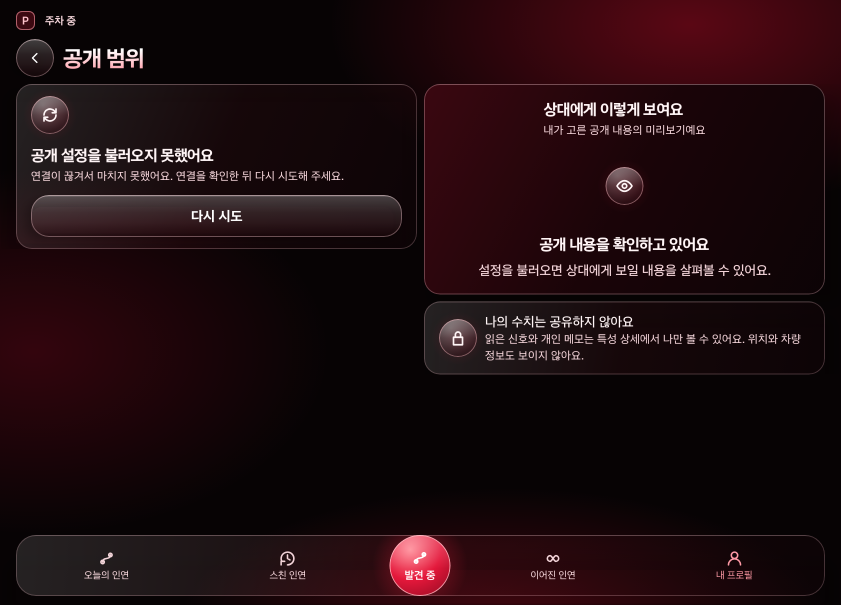 P 주차 중
공개 범위
공개 설정을 불러오지 못했어요
연결이 끊겨서 마치지 못했어요. 연결을 확인한 뒤 다시 시도해 주세요.
다시 시도
상대에게 이렇게 보여요
내가 고른 공개 내용의 미리보기예요
공개 내용을 확인하고 있어요
설정을 불러오면 상대에게 보일 내용을 살펴볼 수 있어요.
나의 수치는 공유하지 않아요
읽은 신호와 개인 메모는 특성 상세에서 나만 볼 수 있어요. 위치와 차량
정보도 보이지 않아요.
오늘의 인연
스친 인연
발견 중
이어진 인연
내 프로필